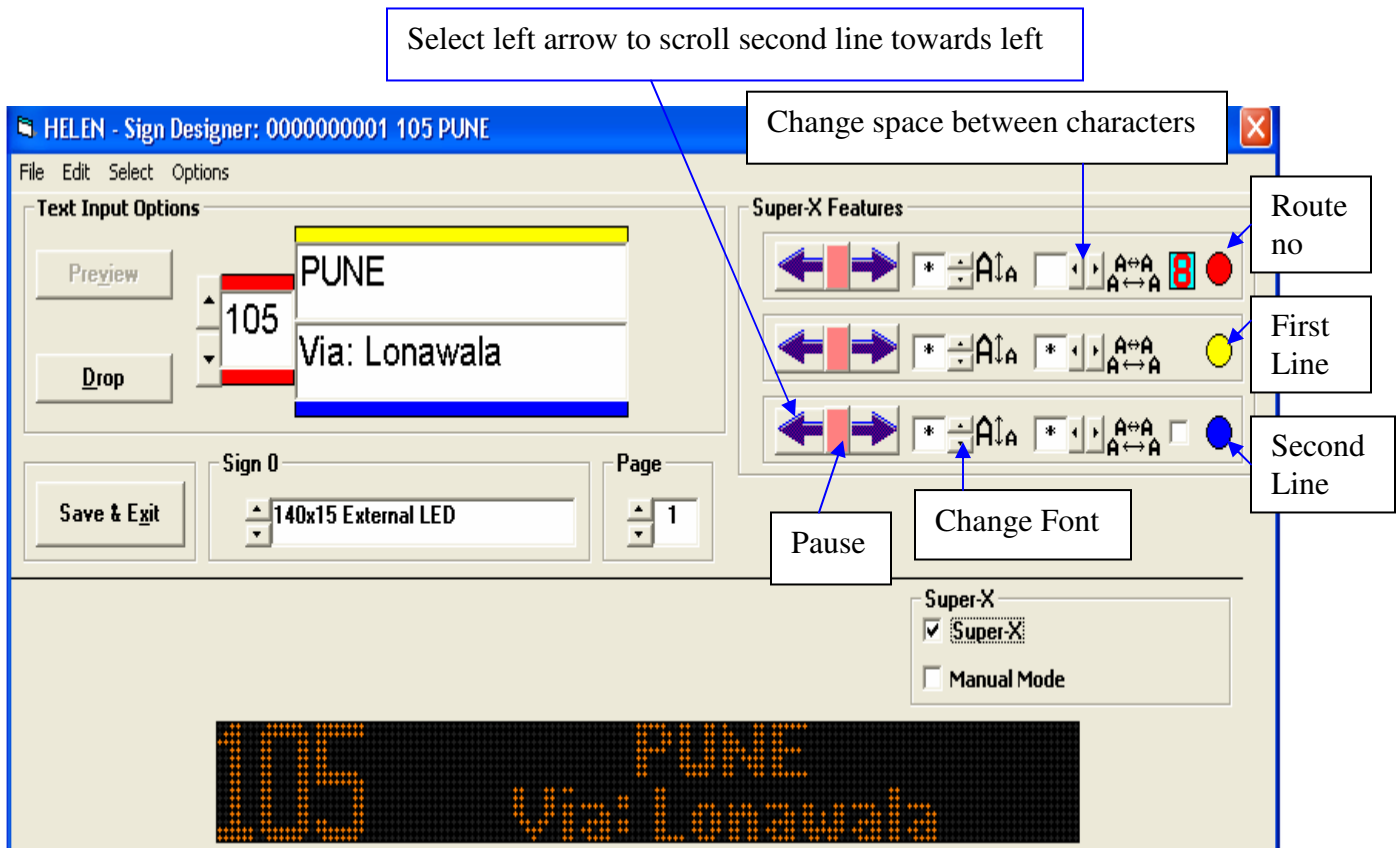 Select left arrow to scroll second line towards left
HELEN - Sign Designer: 0000000001 105 PUNE
Change space between characters
File Edit Select Options
Text Input Options
Super-X Features
Route
no
Preview
PUNE
* A A A↔A A↔A 8
105
Via: Lonawala
First
Line
* A A * A↔A A↔A
Drop
* A A * A↔A A↔A
Second
Line
Sign 0
Page
Save & Exit
140x15 External LED
1
Pause
Change Font
Super-X
Super-X
Manual Mode
105
PUNE
Via: Lonawala